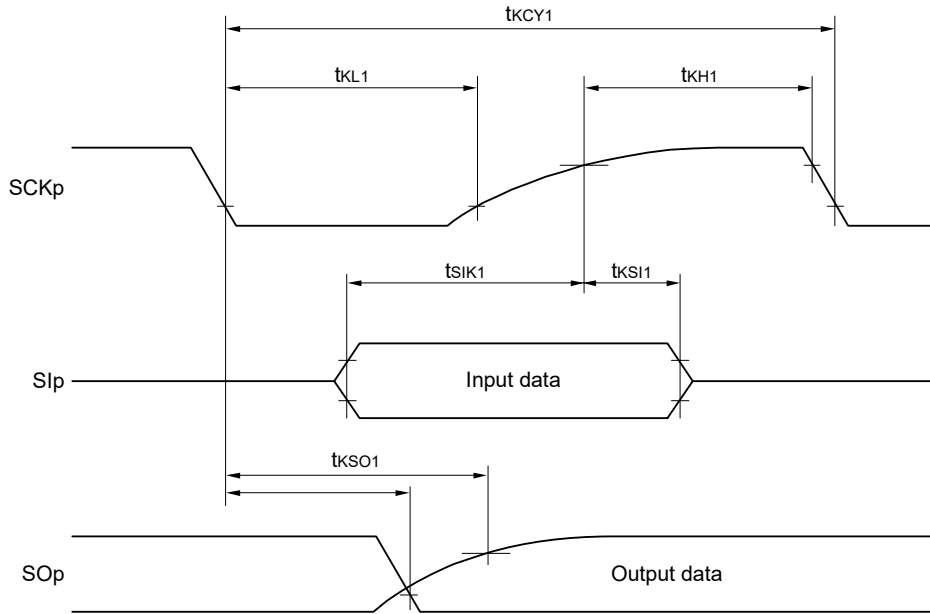 tKCY1
tKL1
tKH1
SCKp
tSIK1
tKSI1
SIp
Input data
tKSO1
SOp
Output data